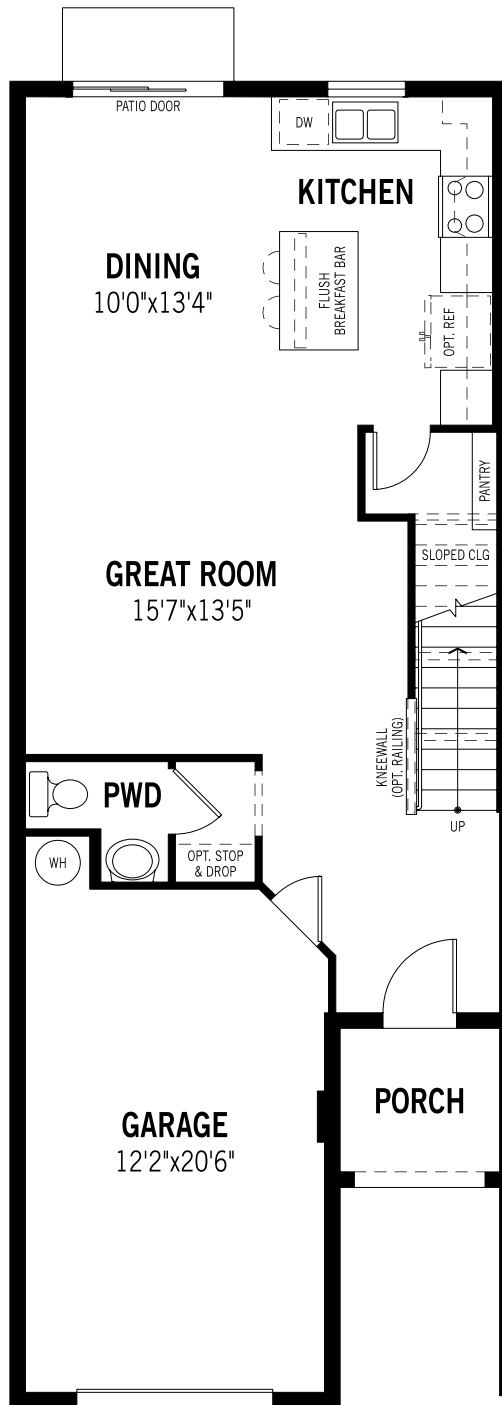 PATIO DOOR
DW
KITCHEN
DINING
10'0"x13'4"
FLUSH
BREAKFAST BAR
OPT. REF
PANTRY
SLOPED CLG
GREAT ROOM
15'7"x13'5"
KNEEWALL
(OPT. RAILING)
UP
PWD
WH
OPT. STOP
& DROP
PORCH
GARAGE
12'2"x20'6"